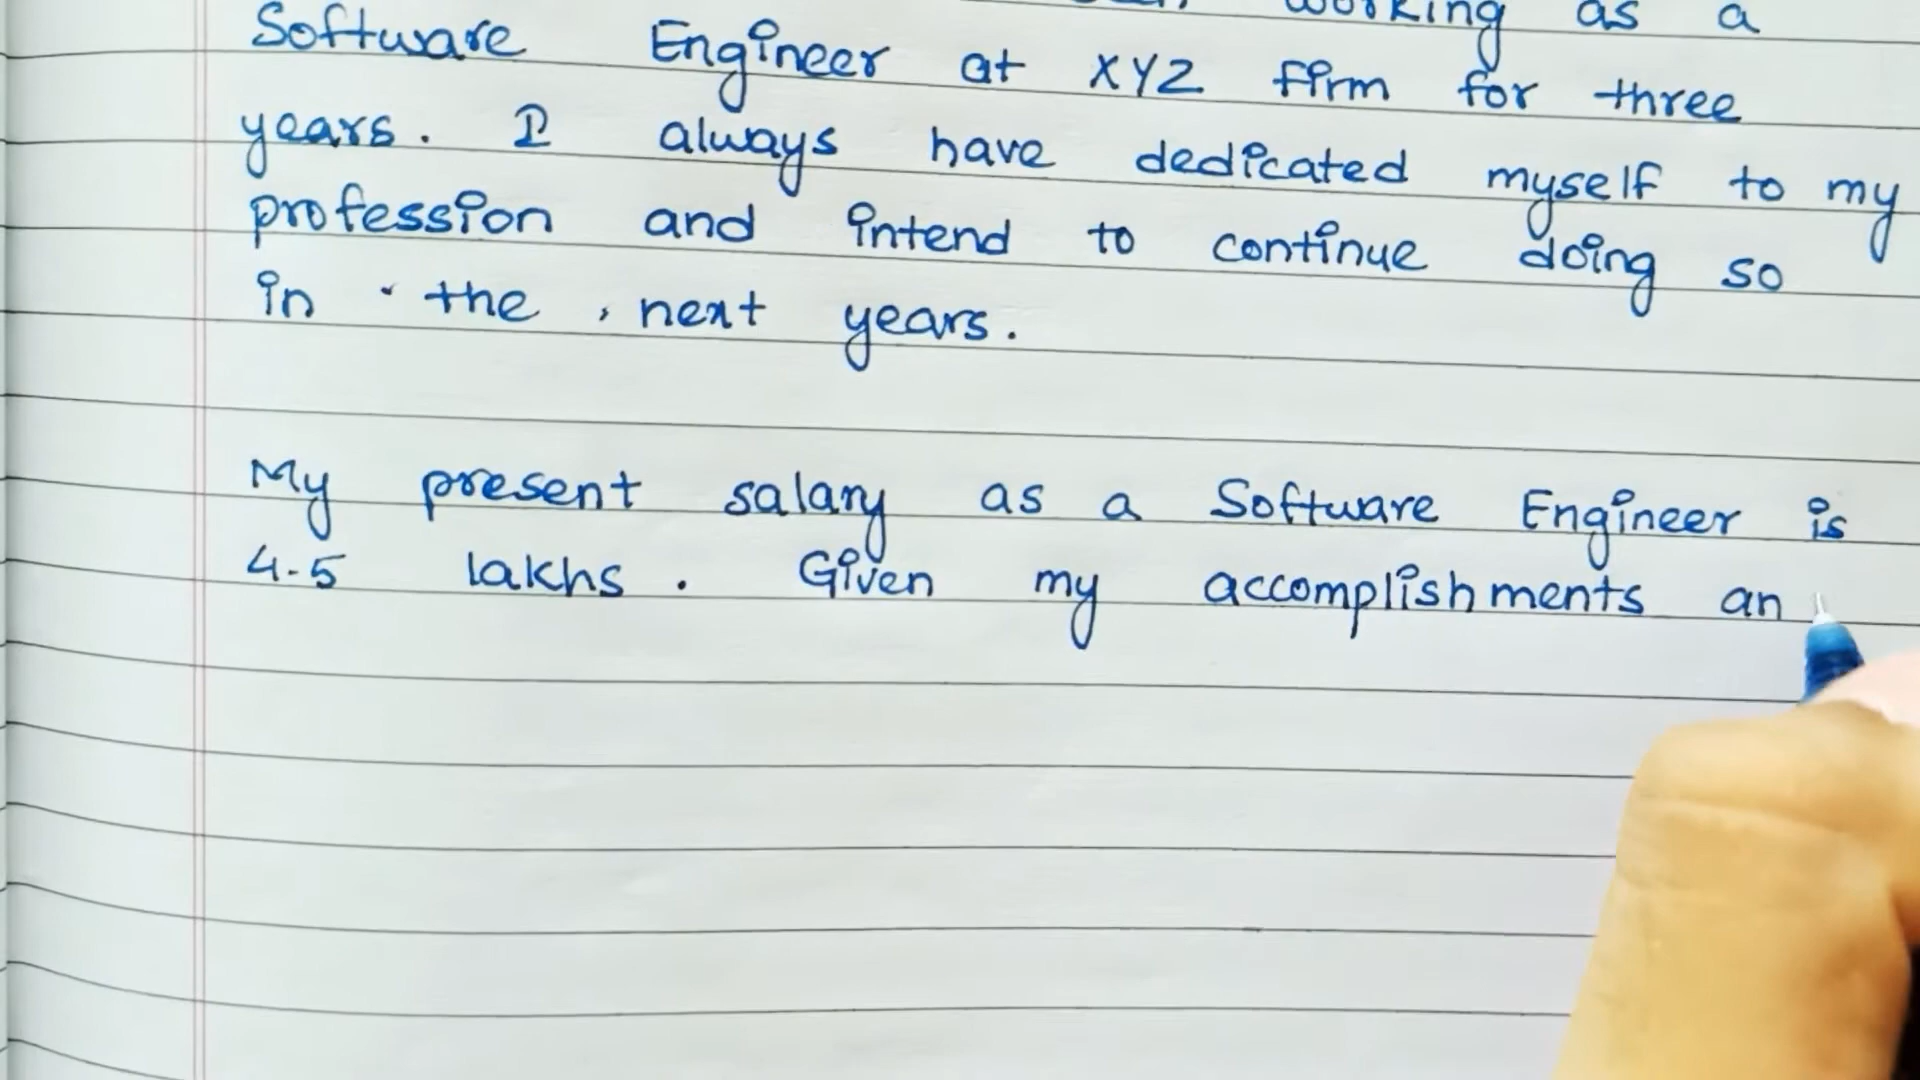 working as a
Software Engineer at XYZ firm for three
years. I always have dedicated myself to my
profession and intend to continue doing so
in the next years.
My present salary as a Software Engineer is
4.5 lakhs. Given my accomplishments an